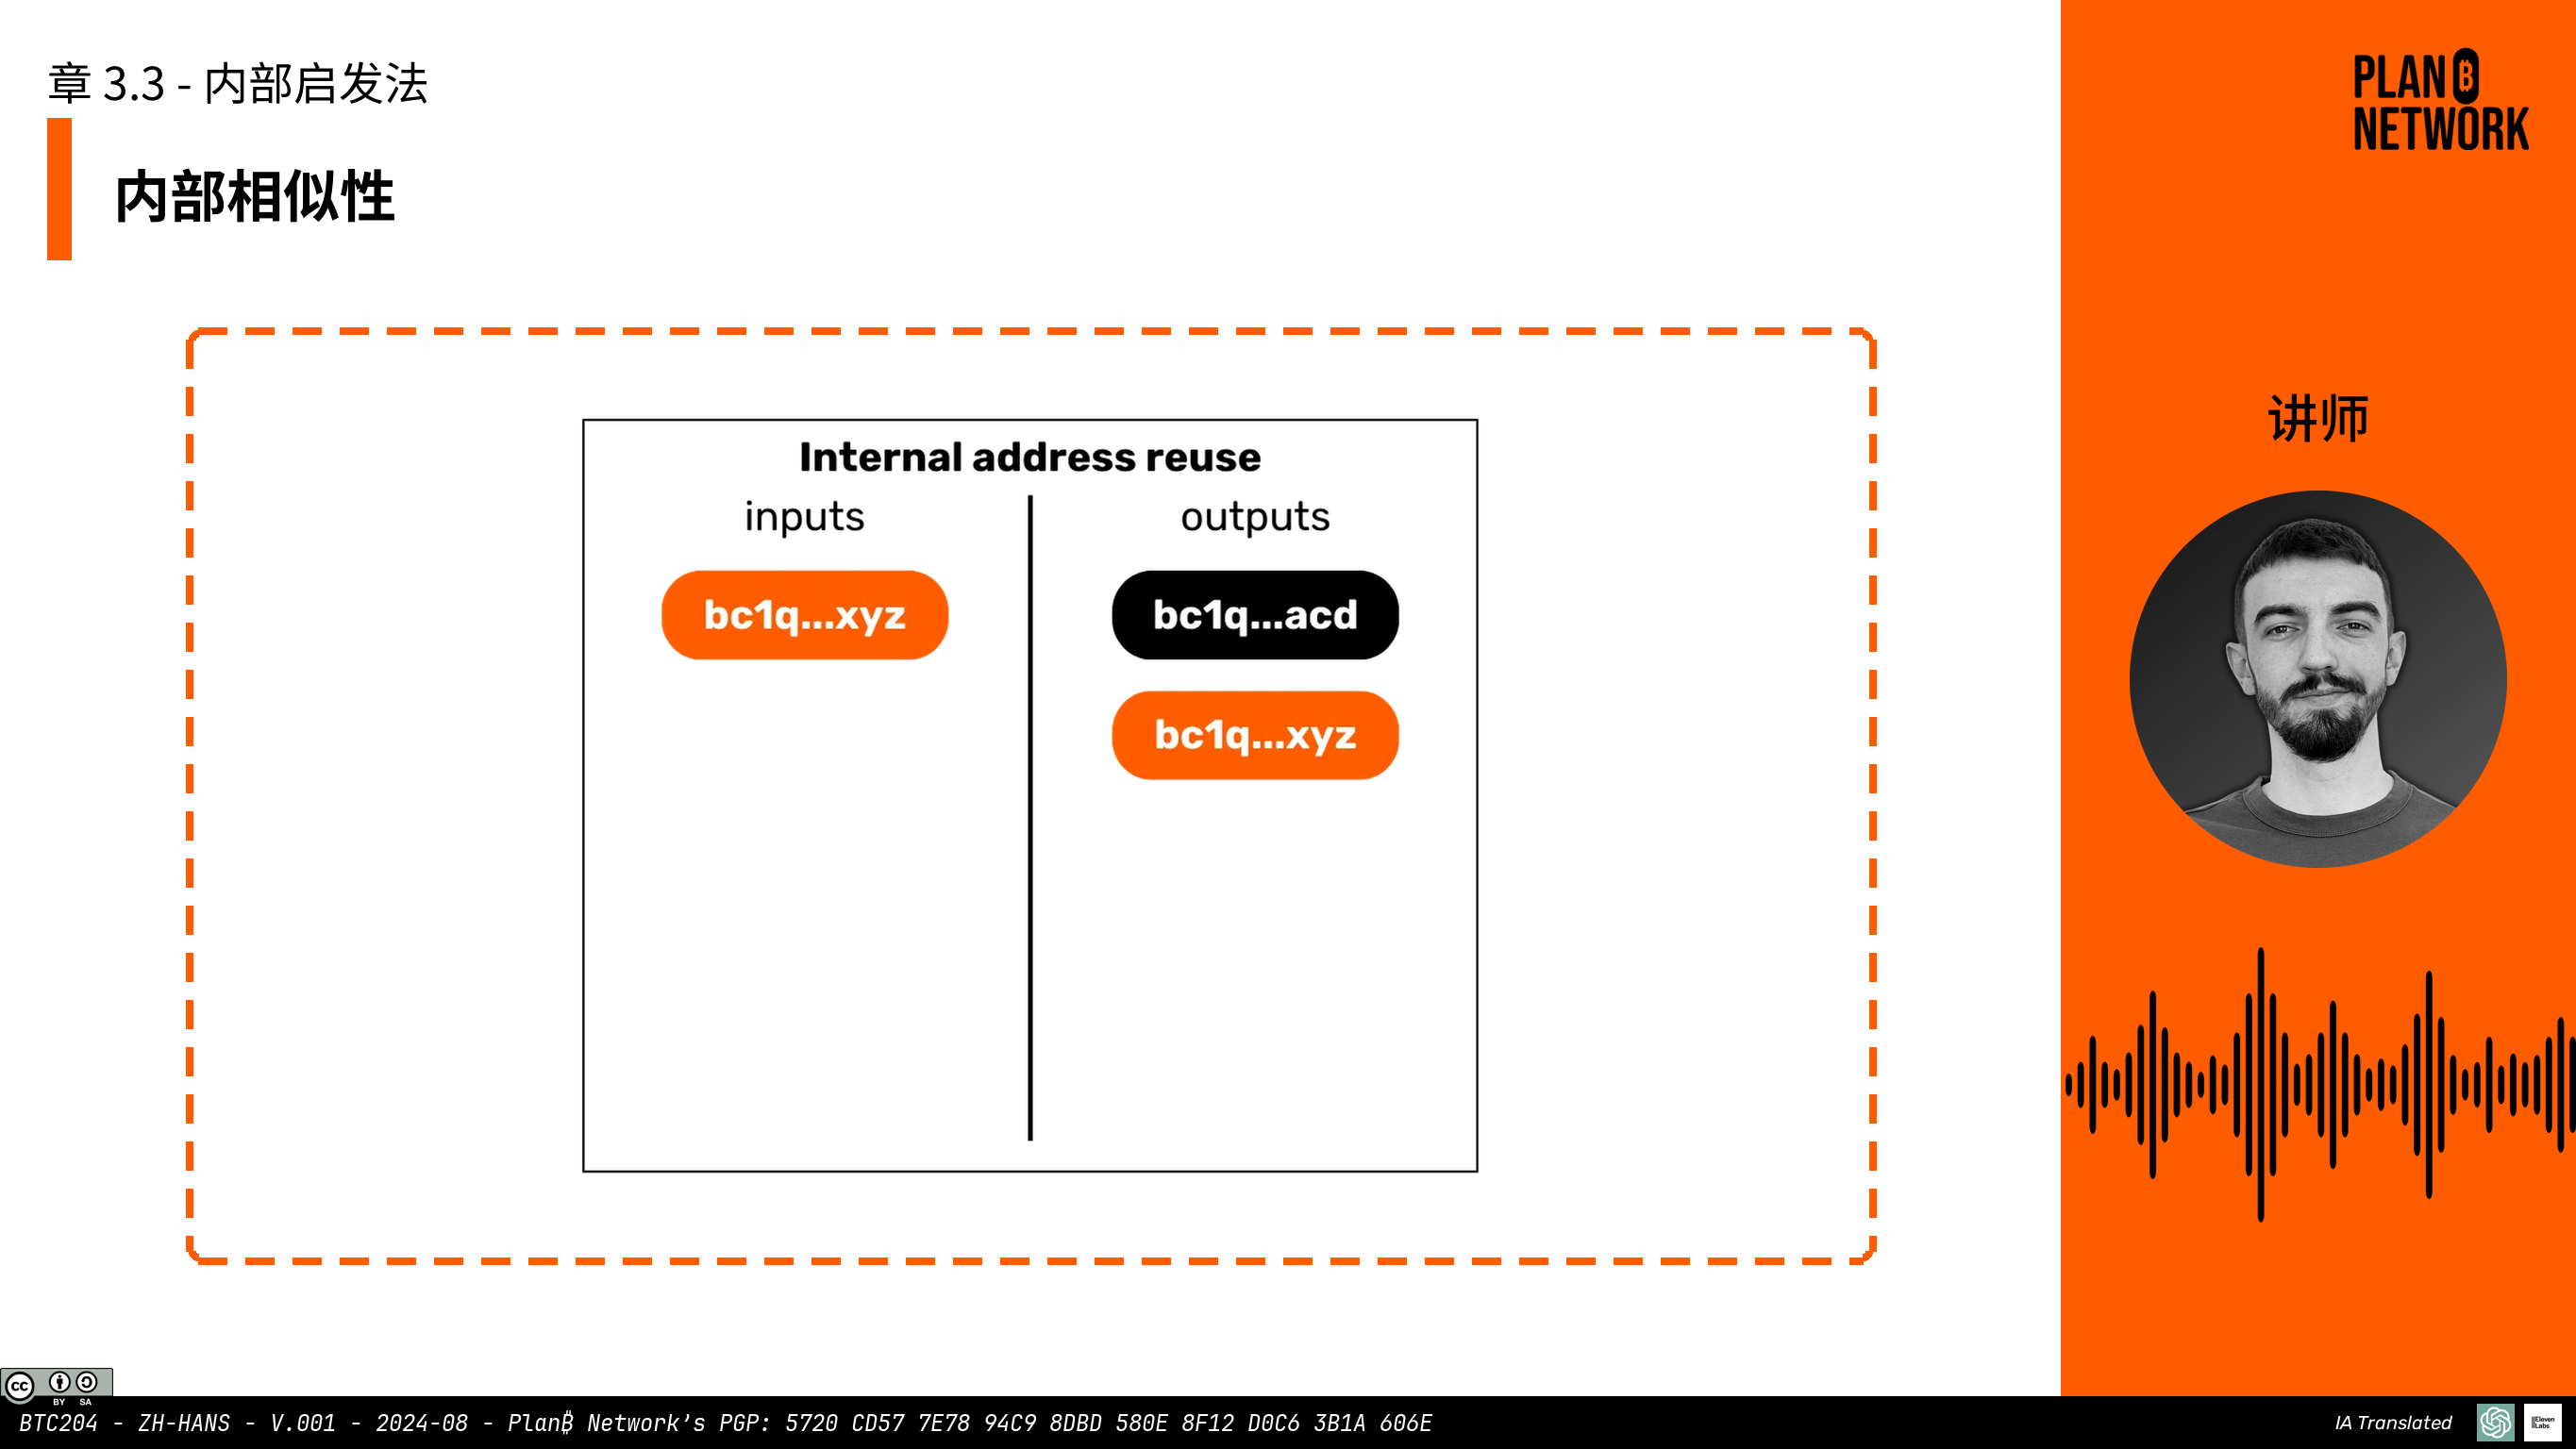 章 3.3 - 内部启发法
内部相似性
PLAN ₿
NETWORK
讲师
Internal address reuse
inputs
outputs
bc1q...xyz
bc1q...acd
bc1q...xyz
cc
BY SA
BTC204 - ZH-HANS - V.001 - 2024-08 - Plan₿ Network's PGP: 5720 CD57 7E78 94C9 8DBD 580E 8F12 D0C6 3B1A 606E
IA Translated
IIElevenLabs